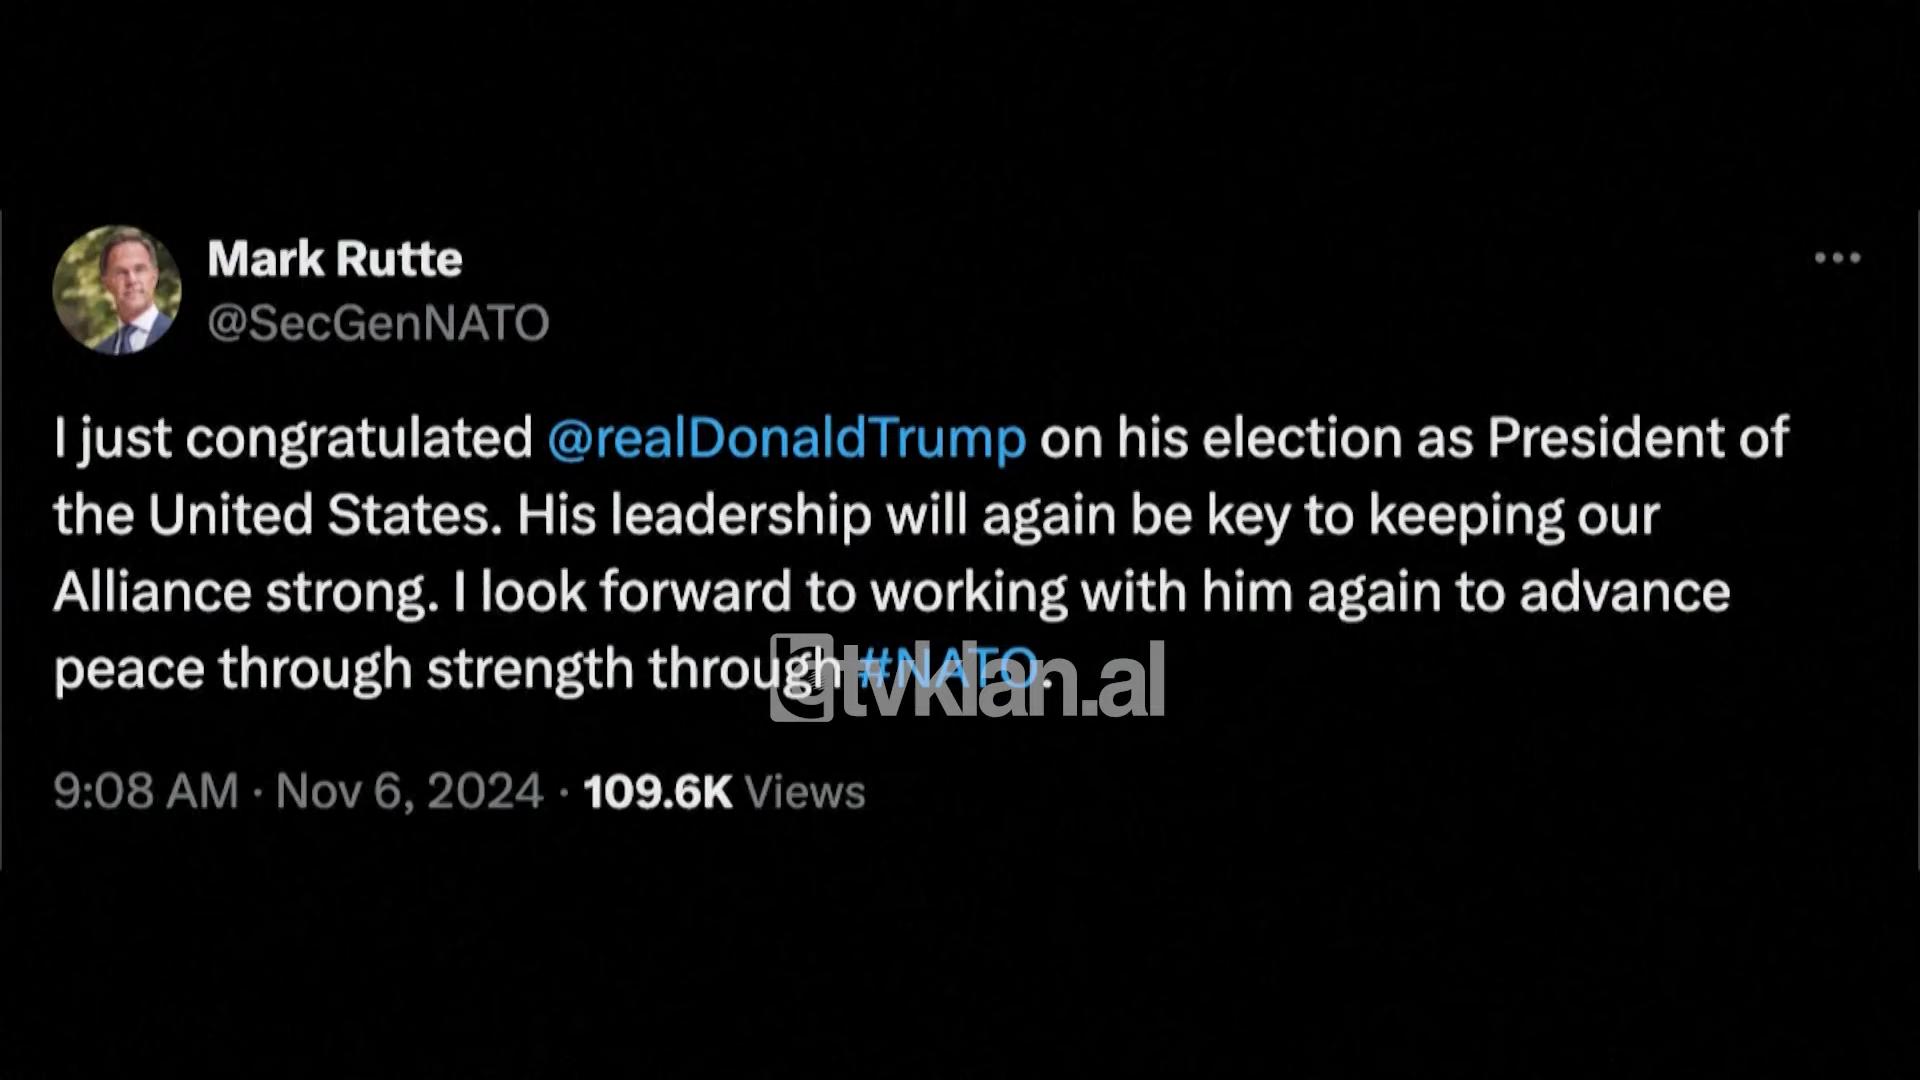 Mark Rutte
@SecGenNATO
I just congratulated @realDonaldTrump on his election as President of
the United States. His leadership will again be key to keeping our
Alliance strong. I look forward to working with him again to advance
peace through strength through #NATO.
tvklan.al
9:08 AM · Nov 6, 2024 · 109.6K Views